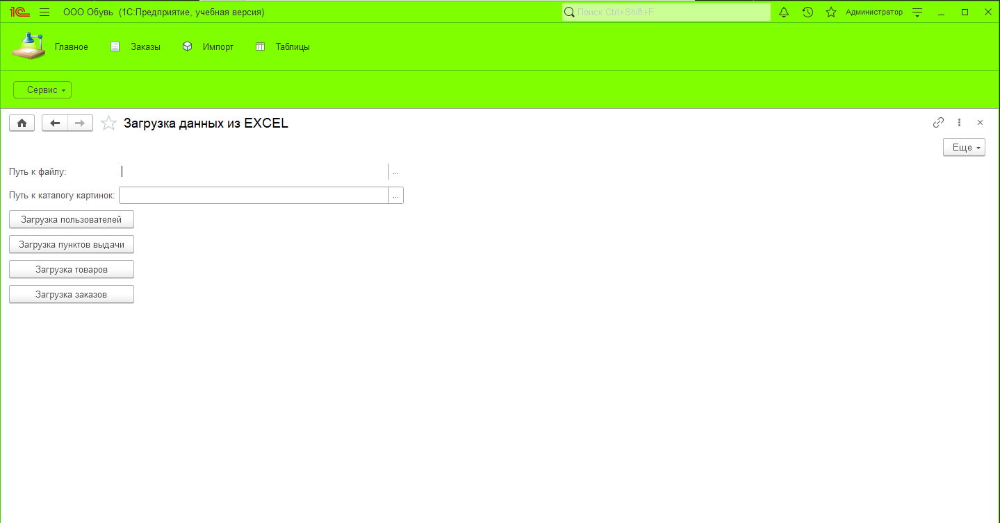 1С ООО Обувь (1С:Предприятие, учебная версия) Поиск Ctrl+Shift+F Администратор
Главное Заказы Импорт Таблицы
Сервис
Загрузка данных из EXCEL
Еще
Путь к файлу: ...
Путь к каталогу картинок: ...
Загрузка пользователей
Загрузка пунктов выдачи
Загрузка товаров
Загрузка заказов